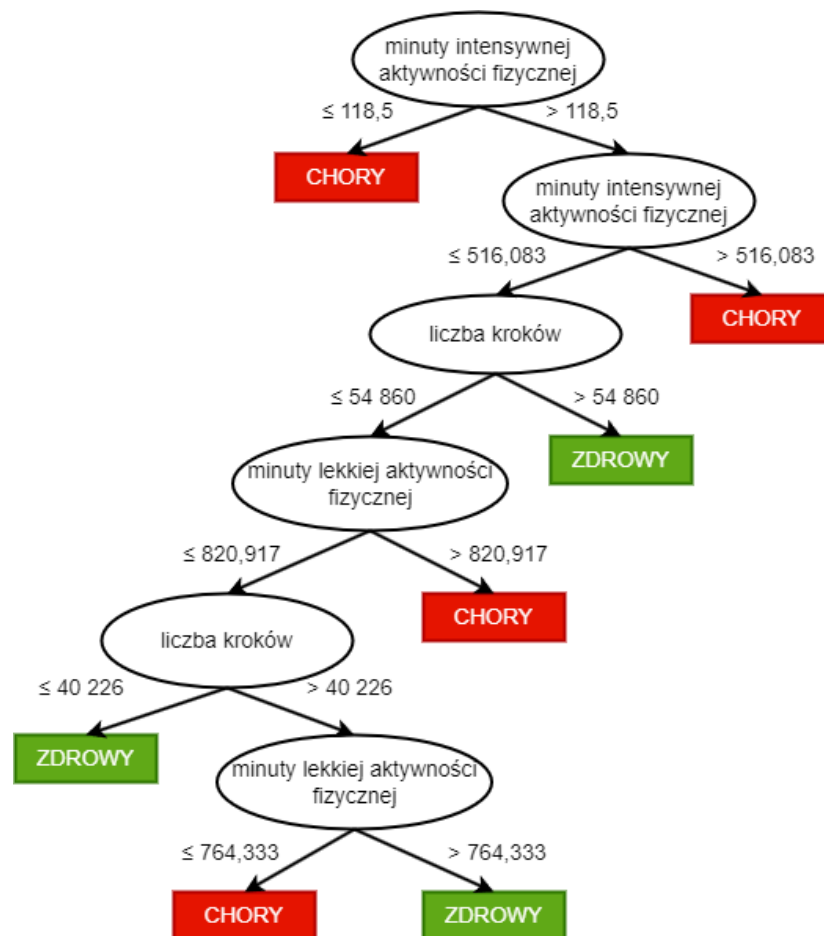 minuty intensywnej
aktywności fizycznej
≤ 118,5
> 118,5
CHORY
minuty intensywnej
aktywności fizycznej
≤ 516,083
> 516,083
CHORY
liczba kroków
≤ 54 860
> 54 860
ZDROWY
minuty lekkiej aktywności
fizycznej
≤ 820,917
> 820,917
CHORY
liczba kroków
≤ 40 226
> 40 226
ZDROWY
minuty lekkiej aktywności
fizycznej
≤ 764,333
> 764,333
CHORY
ZDROWY